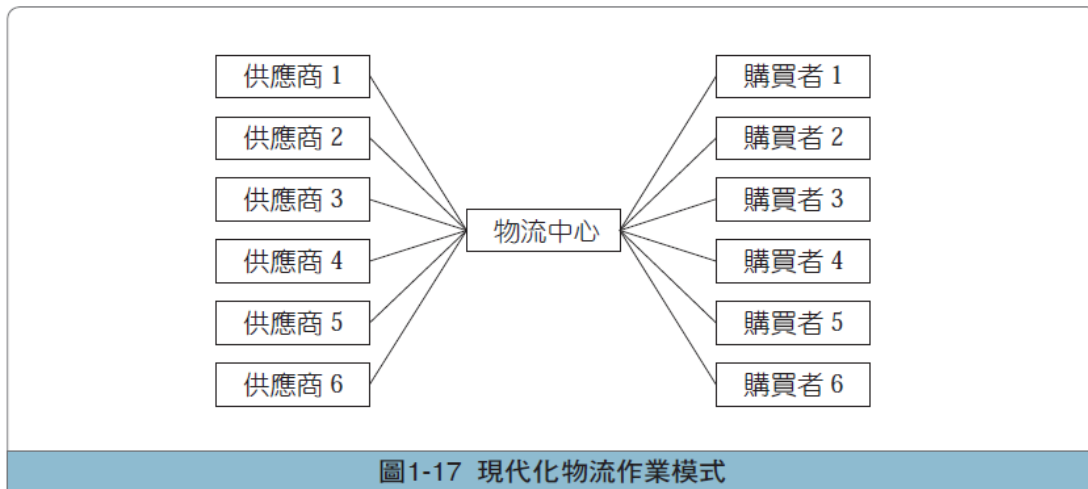 供應商 1
供應商 2
供應商 3
供應商 4
供應商 5
供應商 6
物流中心
購買者 1
購買者 2
購買者 3
購買者 4
購買者 5
購買者 6
圖1-17 現代化物流作業模式